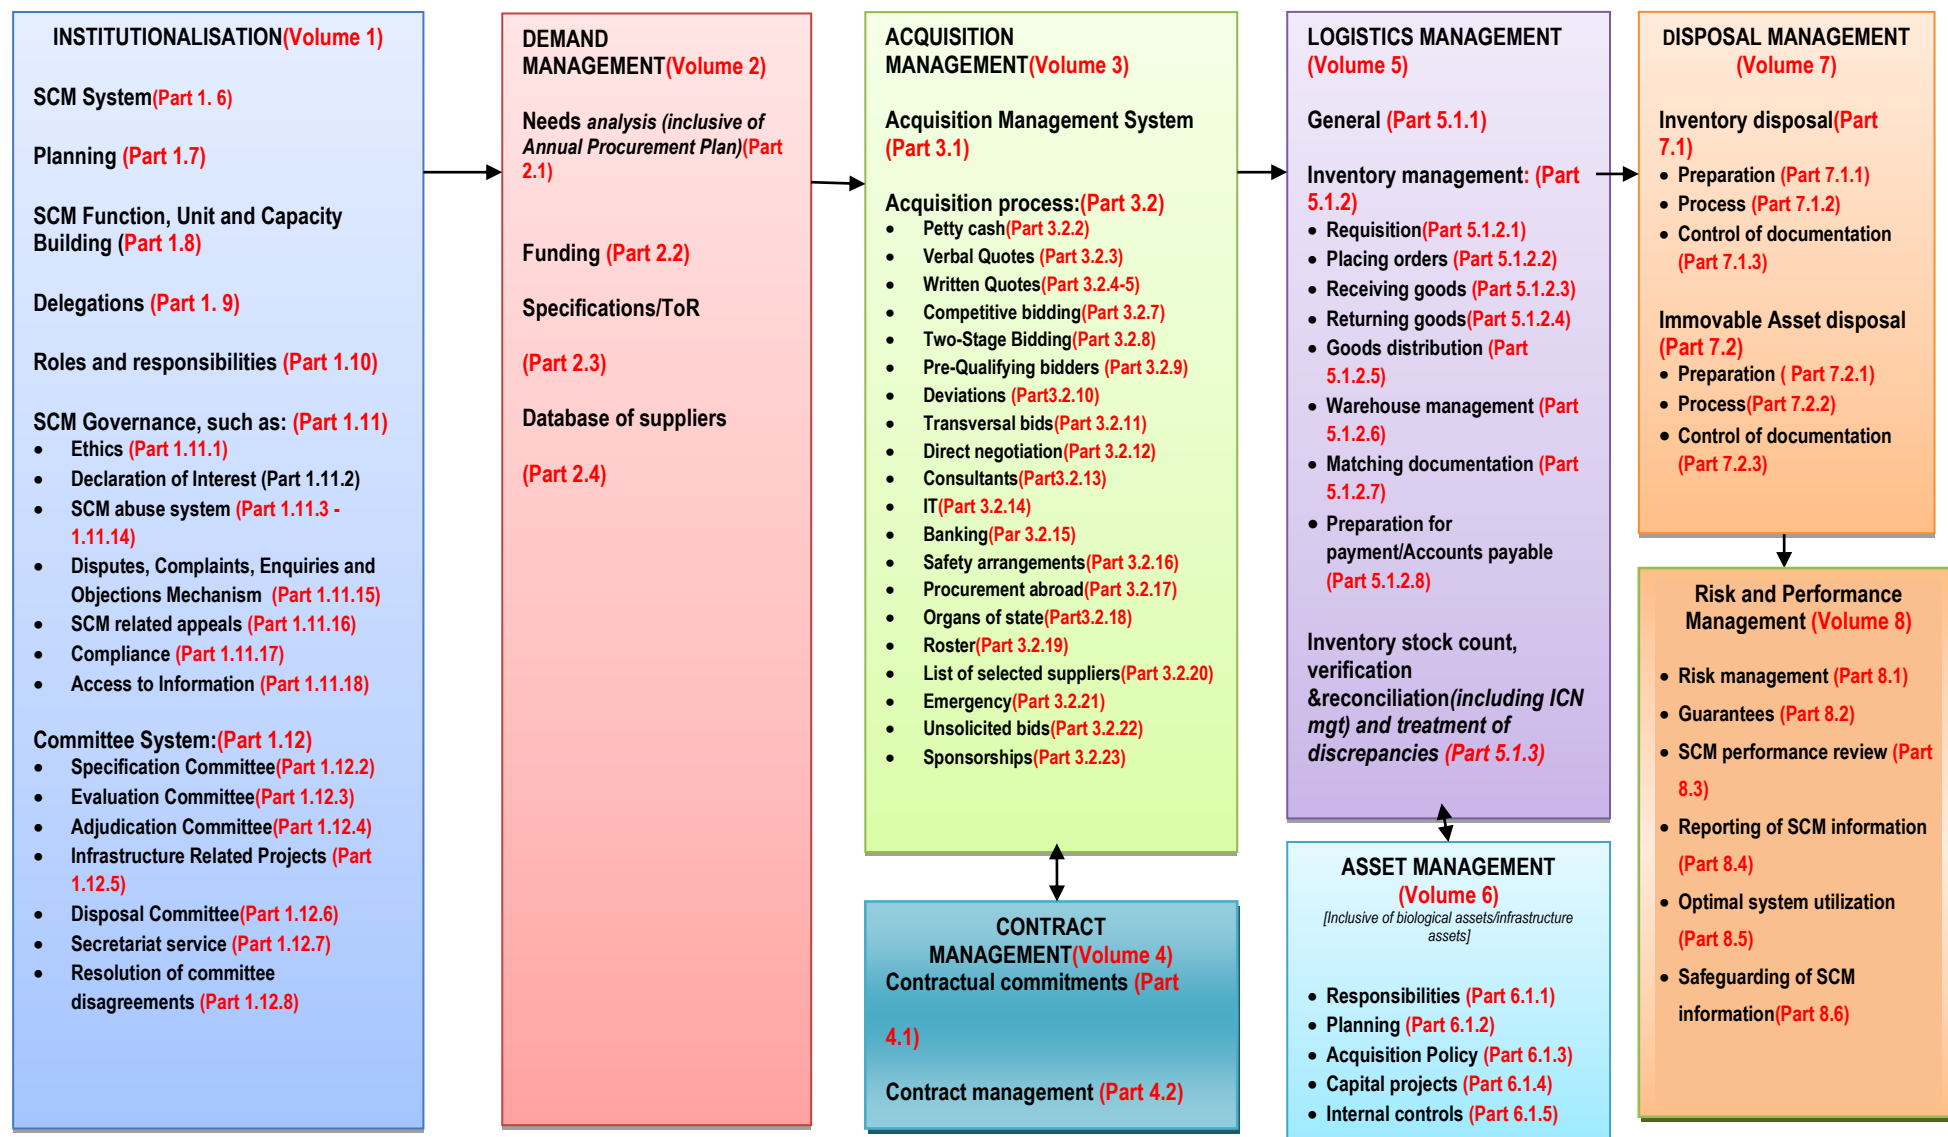 INSTITUTIONALISATION(Volume 1)
SCM System(Part 1. 6)
Planning (Part 1.7)
SCM Function, Unit and Capacity
Building (Part 1.8)
Delegations (Part 1. 9)
Roles and responsibilities (Part 1.10)
SCM Governance, such as: (Part 1.11)
• Ethics (Part 1.11.1)
• Declaration of Interest (Part 1.11.2)
• SCM abuse system (Part 1.11.3 -
1.11.14)
• Disputes, Complaints, Enquiries and
Objections Mechanism (Part 1.11.15)
• SCM related appeals (Part 1.11.16)
• Compliance (Part 1.11.17)
• Access to Information (Part 1.11.18)
Committee System:(Part 1.12)
• Specification Committee(Part 1.12.2)
• Evaluation Committee(Part 1.12.3)
• Adjudication Committee(Part 1.12.4)
• Infrastructure Related Projects (Part
1.12.5)
• Disposal Committee(Part 1.12.6)
• Secretariat service (Part 1.12.7)
• Resolution of committee
disagreements (Part 1.12.8)
DEMAND
MANAGEMENT(Volume 2)
Needs analysis (inclusive of
Annual Procurement Plan)(Part
2.1)
Funding (Part 2.2)
Specifications/ToR
(Part 2.3)
Database of suppliers
(Part 2.4)
ACQUISITION
MANAGEMENT(Volume 3)
Acquisition Management System
(Part 3.1)
Acquisition process:(Part 3.2)
• Petty cash(Part 3.2.2)
• Verbal Quotes (Part 3.2.3)
• Written Quotes(Part 3.2.4-5)
• Competitive bidding(Part 3.2.7)
• Two-Stage Bidding(Part 3.2.8)
• Pre-Qualifying bidders (Part 3.2.9)
• Deviations (Part3.2.10)
• Transversal bids(Part 3.2.11)
• Direct negotiation(Part 3.2.12)
• Consultants(Part3.2.13)
• IT(Part 3.2.14)
• Banking(Par 3.2.15)
• Safety arrangements(Part 3.2.16)
• Procurement abroad(Part 3.2.17)
• Organs of state(Part3.2.18)
• Roster(Part 3.2.19)
• List of selected suppliers(Part 3.2.20)
• Emergency(Part 3.2.21)
• Unsolicited bids(Part 3.2.22)
• Sponsorships(Part 3.2.23)
CONTRACT
MANAGEMENT(Volume 4)
Contractual commitments (Part
4.1)
Contract management (Part 4.2)
LOGISTICS MANAGEMENT
(Volume 5)
General (Part 5.1.1)
Inventory management: (Part
5.1.2)
• Requisition(Part 5.1.2.1)
• Placing orders (Part 5.1.2.2)
• Receiving goods (Part 5.1.2.3)
• Returning goods(Part 5.1.2.4)
• Goods distribution (Part
5.1.2.5)
• Warehouse management (Part
5.1.2.6)
• Matching documentation (Part
5.1.2.7)
• Preparation for
payment/Accounts payable
(Part 5.1.2.8)
Inventory stock count,
verification
&reconciliation(including ICN
mgt) and treatment of
discrepancies (Part 5.1.3)
ASSET MANAGEMENT
(Volume 6)
[Inclusive of biological assets/infrastructure
assets]
• Responsibilities (Part 6.1.1)
• Planning (Part 6.1.2)
• Acquisition Policy (Part 6.1.3)
• Capital projects (Part 6.1.4)
• Internal controls (Part 6.1.5)
DISPOSAL MANAGEMENT
(Volume 7)
Inventory disposal(Part
7.1)
• Preparation (Part 7.1.1)
• Process (Part 7.1.2)
• Control of documentation
(Part 7.1.3)
Immovable Asset disposal
(Part 7.2)
• Preparation ( Part 7.2.1)
• Process(Part 7.2.2)
• Control of documentation
(Part 7.2.3)
Risk and Performance
Management (Volume 8)
• Risk management (Part 8.1)
• Guarantees (Part 8.2)
• SCM performance review (Part
8.3)
• Reporting of SCM information
(Part 8.4)
• Optimal system utilization
(Part 8.5)
• Safeguarding of SCM
information(Part 8.6)